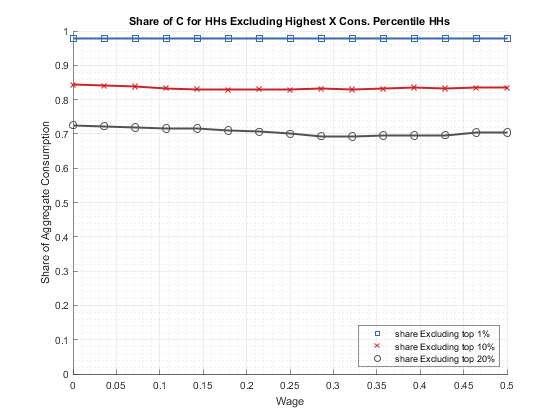 Share of C for HHs Excluding Highest X Cons. Percentile HHs
Share of Aggregate Consumption
1
0.9
0.8
0.7
0.6
0.5
0.4
0.3
0.2
0.1
0
share Excluding top 1%
share Excluding top 10%
share Excluding top 20%
0 0.05 0.1 0.15 0.2 0.25 0.3 0.35 0.4 0.45 0.5
Wage